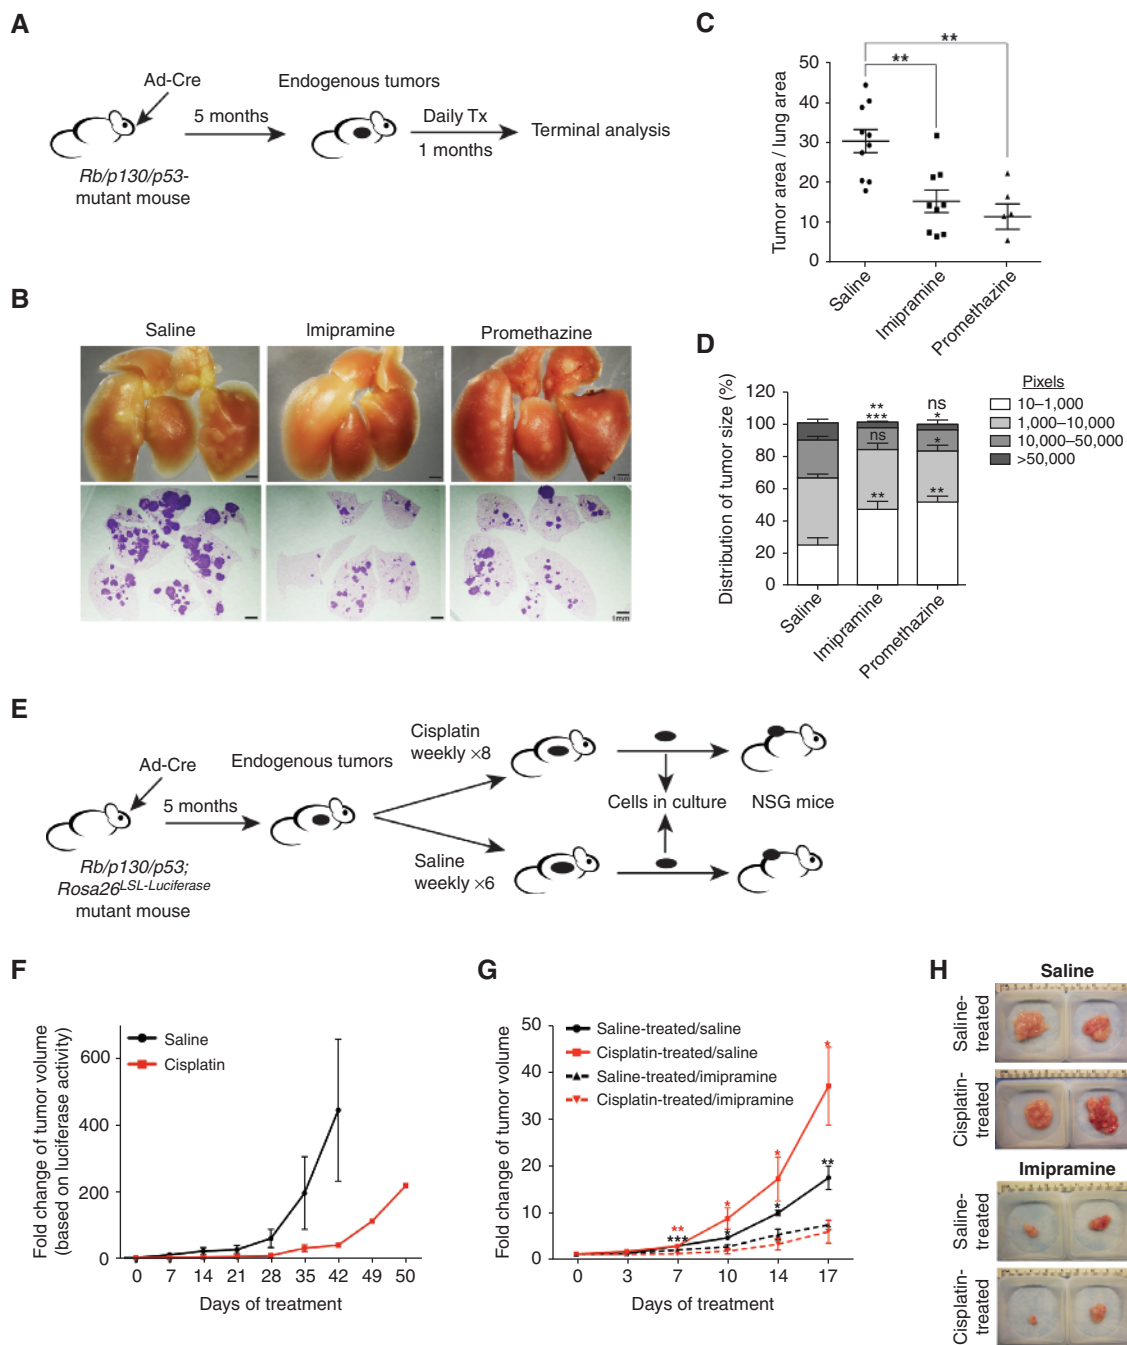 A
Ad-Cre
5 months
Endogenous tumors
Daily Tx
1 months
Terminal analysis
Rb/p130/p53-
mutant mouse
B
Saline
Imipramine
Promethazine
1mm
1mm
C
Tumor area / lung area
50
40
30
20
10
0
**
**
Saline
Imipramine
Promethazine
D
Distribution of tumor size (%)
120
100
80
60
40
20
0
**
***
ns
**
ns
*
*
**
Saline
Imipramine
Promethazine
Pixels
10–1,000
1,000–10,000
10,000–50,000
>50,000
E
Ad-Cre
5 months
Endogenous tumors
Rb/p130/p53;
Rosa26LSL-Luciferase
mutant mouse
Cisplatin
weekly ×8
Saline
weekly ×6
Cells in culture
NSG mice
F
Fold change of tumor volume
(based on luciferase activity)
600
400
200
0
Saline
Cisplatin
0 7 14 21 28 35 42 49 50
Days of treatment
G
Fold change of tumor volume
50
40
30
20
10
0
Saline-treated/saline
Cisplatin-treated/saline
Saline-treated/imipramine
Cisplatin-treated/imipramine
**
***
*
*
*
*
*
**
0 3 7 10 14 17
Days of treatment
H
Saline
Saline-
treated
Cisplatin-
treated
Imipramine
Saline-
treated
Cisplatin-
treated